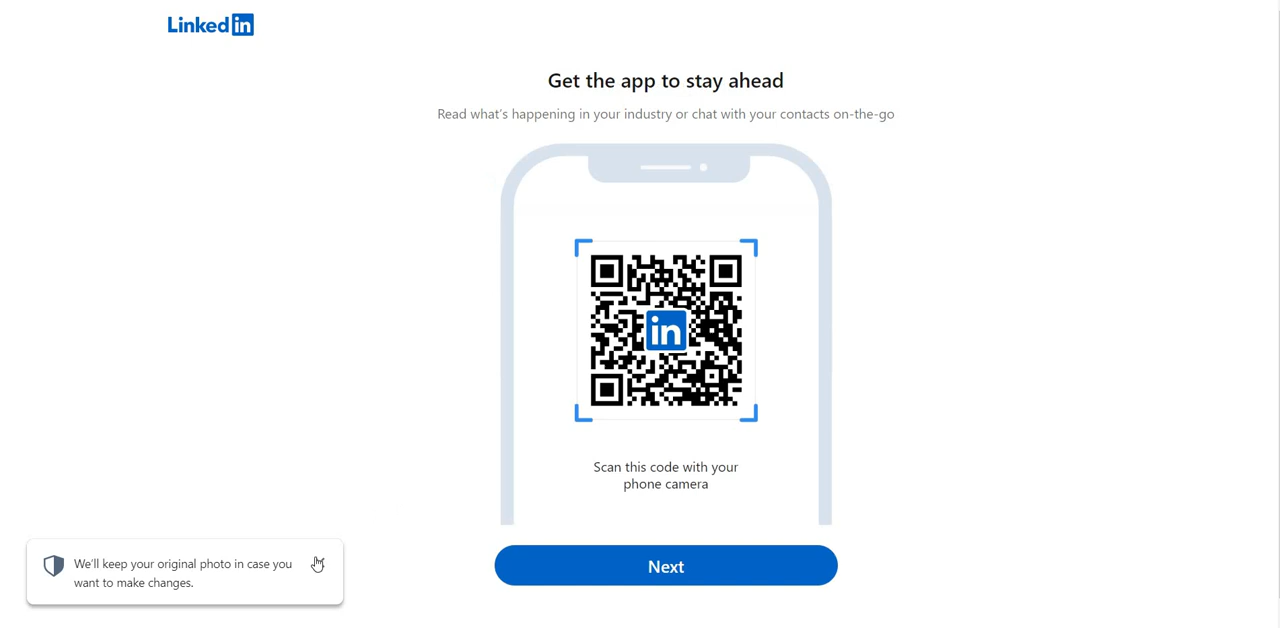 Linked in
Get the app to stay ahead
Read what's happening in your industry or chat with your contacts on-the-go
in
Scan this code with your
phone camera
We'll keep your original photo in case you
want to make changes.
Next